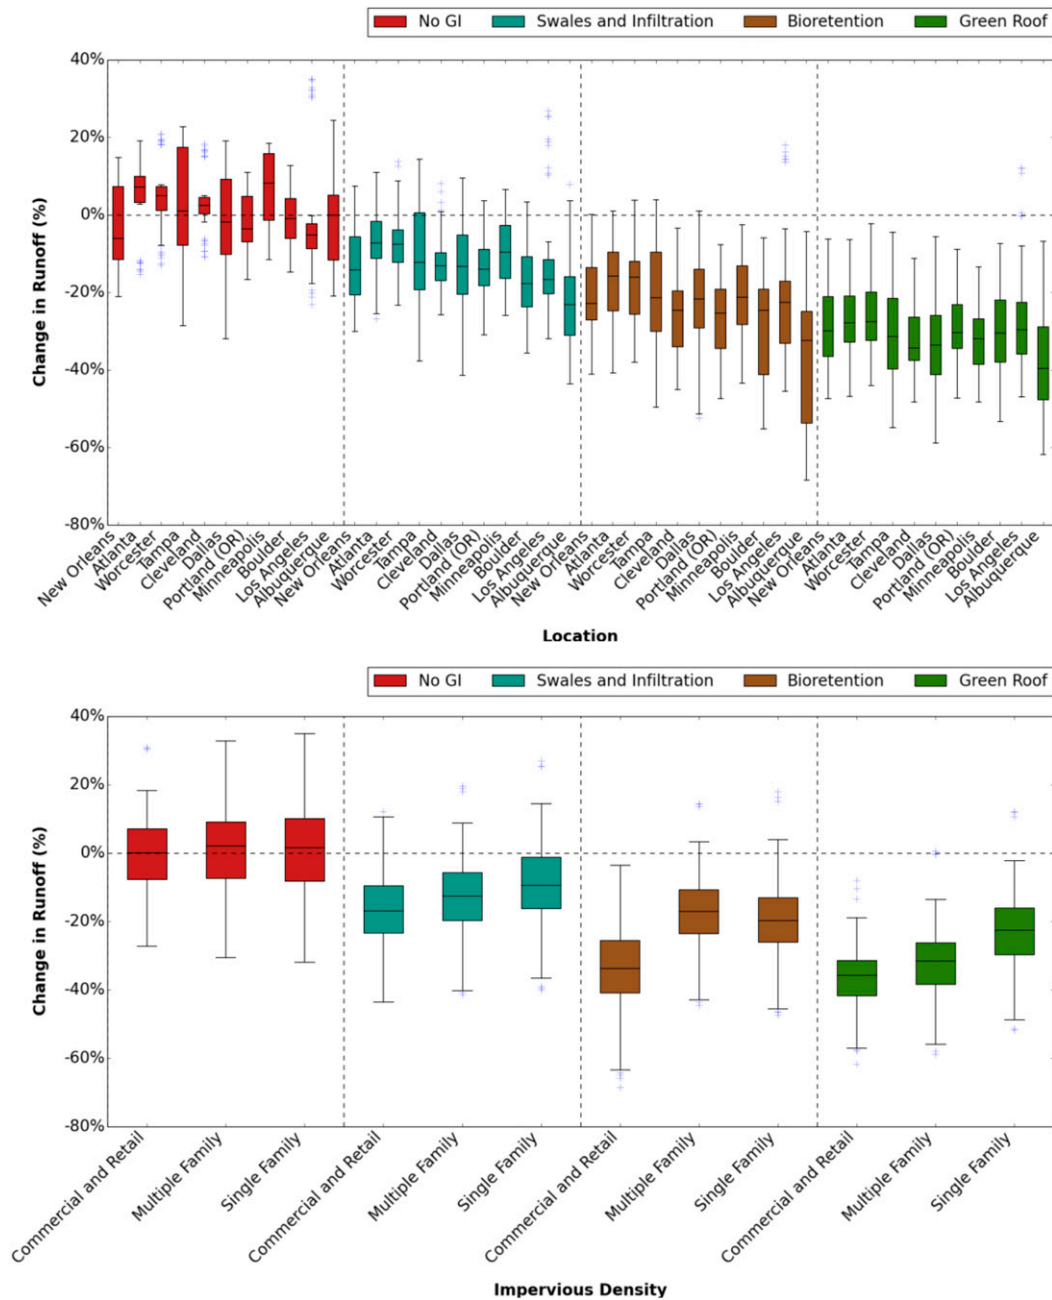 No GI Swales and Infiltration Bioretention Green Roof
40%
20%
0%
-20%
-40%
-60%
-80%
Change in Runoff (%)
New Orleans
Atlanta
Worcester
Tampa
Cleveland
Dallas
Portland (OR)
Minneapolis
Boulder
Los Angeles
Albuquerque
New Orleans
Atlanta
Worcester
Tampa
Cleveland
Dallas
Portland (OR)
Minneapolis
Boulder
Los Angeles
Albuquerque
New Orleans
Atlanta
Worcester
Tampa
Cleveland
Dallas
Portland (OR)
Minneapolis
Boulder
Los Angeles
Albuquerque
New Orleans
Atlanta
Worcester
Tampa
Cleveland
Dallas
Portland (OR)
Minneapolis
Boulder
Los Angeles
Albuquerque
Location
No GI Swales and Infiltration Bioretention Green Roof
40%
20%
0%
-20%
-40%
-60%
-80%
Change in Runoff (%)
Commercial and Retail
Multiple Family
Single Family
Commercial and Retail
Multiple Family
Single Family
Commercial and Retail
Multiple Family
Single Family
Commercial and Retail
Multiple Family
Single Family
Impervious Density